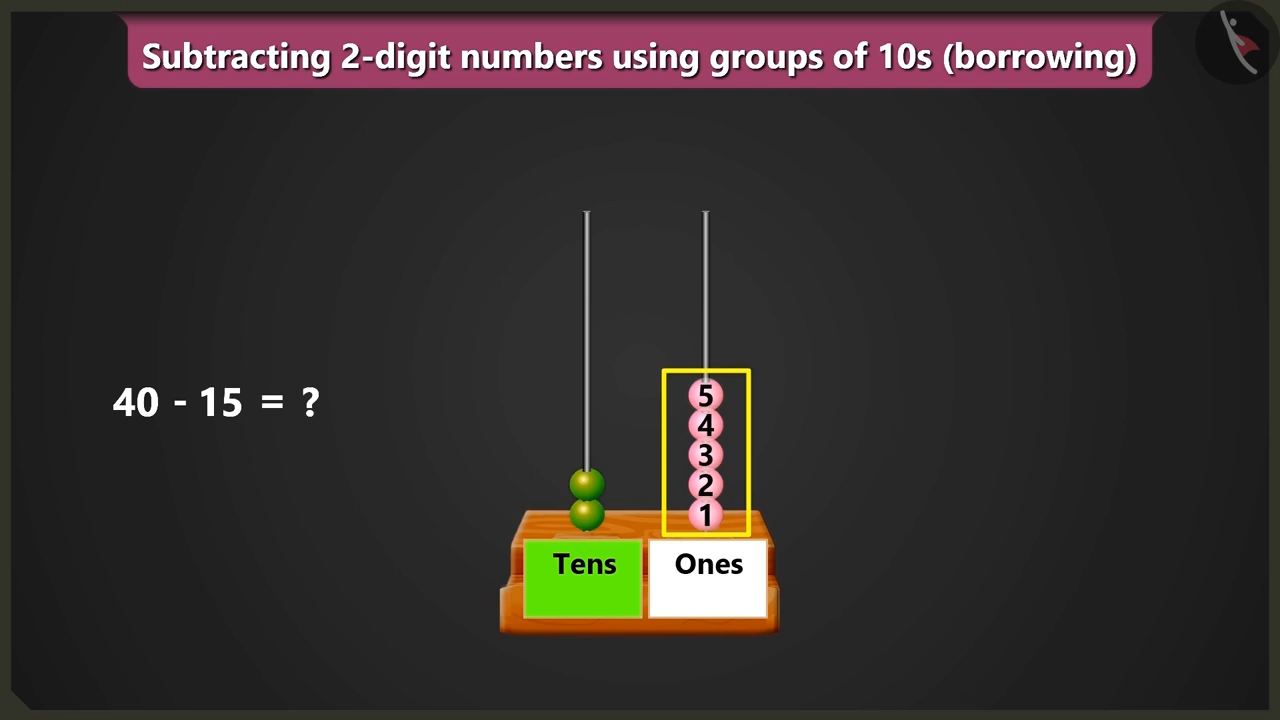 Subtracting 2-digit numbers using groups of 10s (borrowing)
40 - 15 = ?
5
4
3
2
1
Tens
Ones